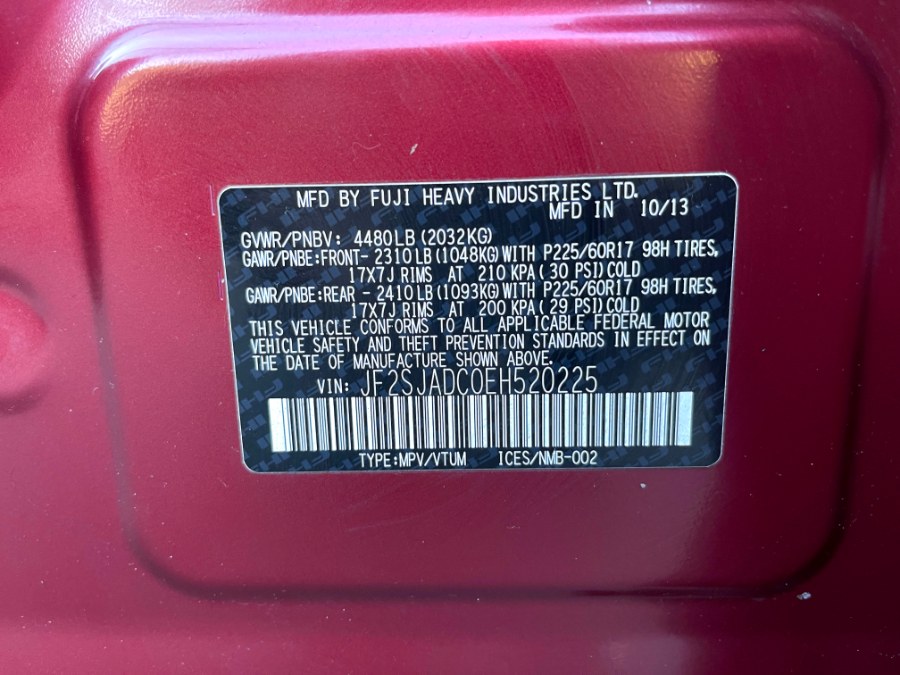 MFD BY FUJI HEAVY INDUSTRIES LTD.
MFD IN 10/13
GVWR/PNBV: 4480LB (2032KG)
GAWR/PNBE:FRONT- 2310LB (1048KG) WITH P225/60R17 98H TIRES,
17X7J RIMS AT 210 KPA ( 30 PSI) COLD
GAWR/PNBE:REAR - 2410LB (1093KG) WITH P225/60R17 98H TIRES,
17X7J RIMS AT 200 KPA ( 29 PSI) COLD
THIS VEHICLE CONFORMS TO ALL APPLICABLE FEDERAL MOTOR
VEHICLE SAFETY AND THEFT PREVENTION STANDARDS IN EFFECT ON
THE DATE OF MANUFACTURE SHOWN ABOVE.
VIN: JF2SJADC0EH520225
TYPE:MPV/VTUM ICES/NMB-002